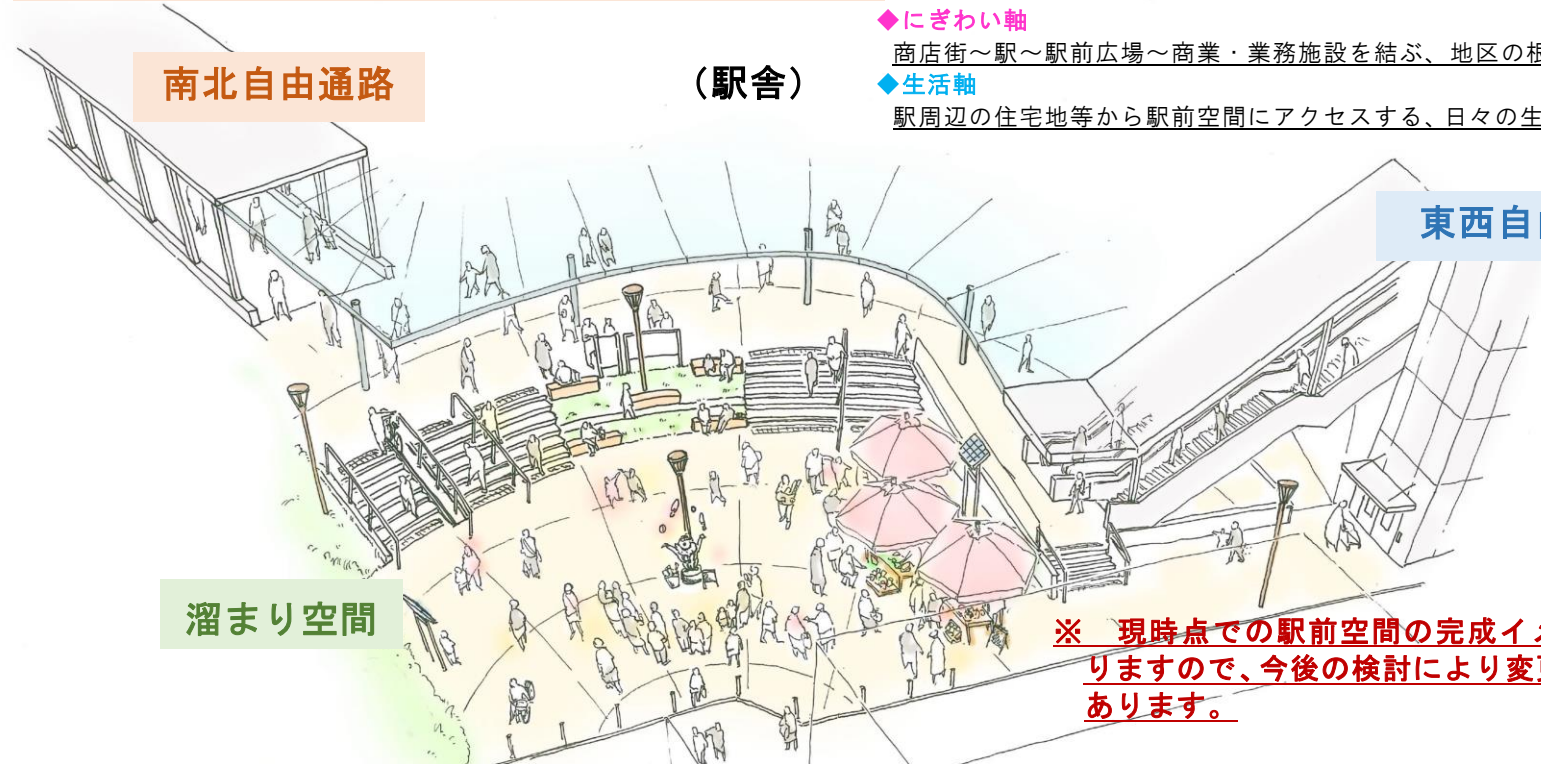 ◆にぎわい軸
商店街～駅～駅前広場～商業・業務施設を結ぶ、地区の根
◆生活軸
駅周辺の住宅地等から駅前空間にアクセスする、日々の生
南北自由通路
（駅舎）
東西自由
溜まり空間
※　現時点での駅前空間の完成イメ
りますので、今後の検討により変更
あります。